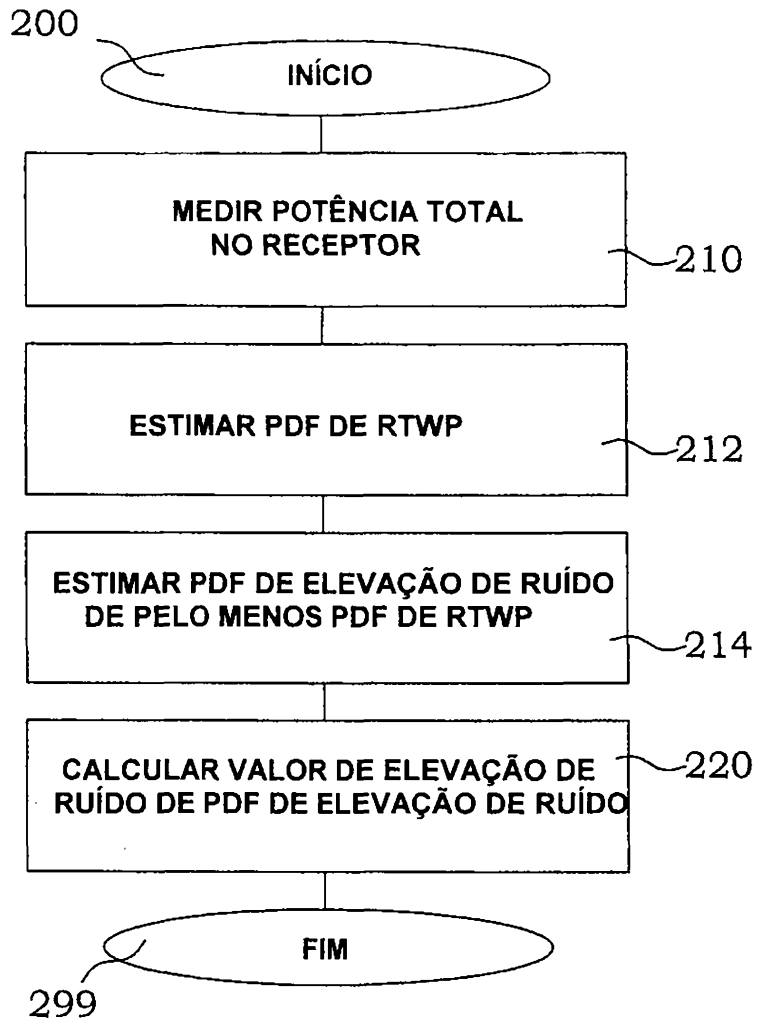 200
INÍCIO
MEDIR POTÊNCIA TOTAL
NO RECEPTOR
210
ESTIMAR PDF DE RTWP
212
ESTIMAR PDF DE ELEVAÇÃO DE RUÍDO
DE PELO MENOS PDF DE RTWP
214
CALCULAR VALOR DE ELEVAÇÃO DE
RUÍDO DE PDF DE ELEVAÇÃO DE RUÍDO
220
FIM
299